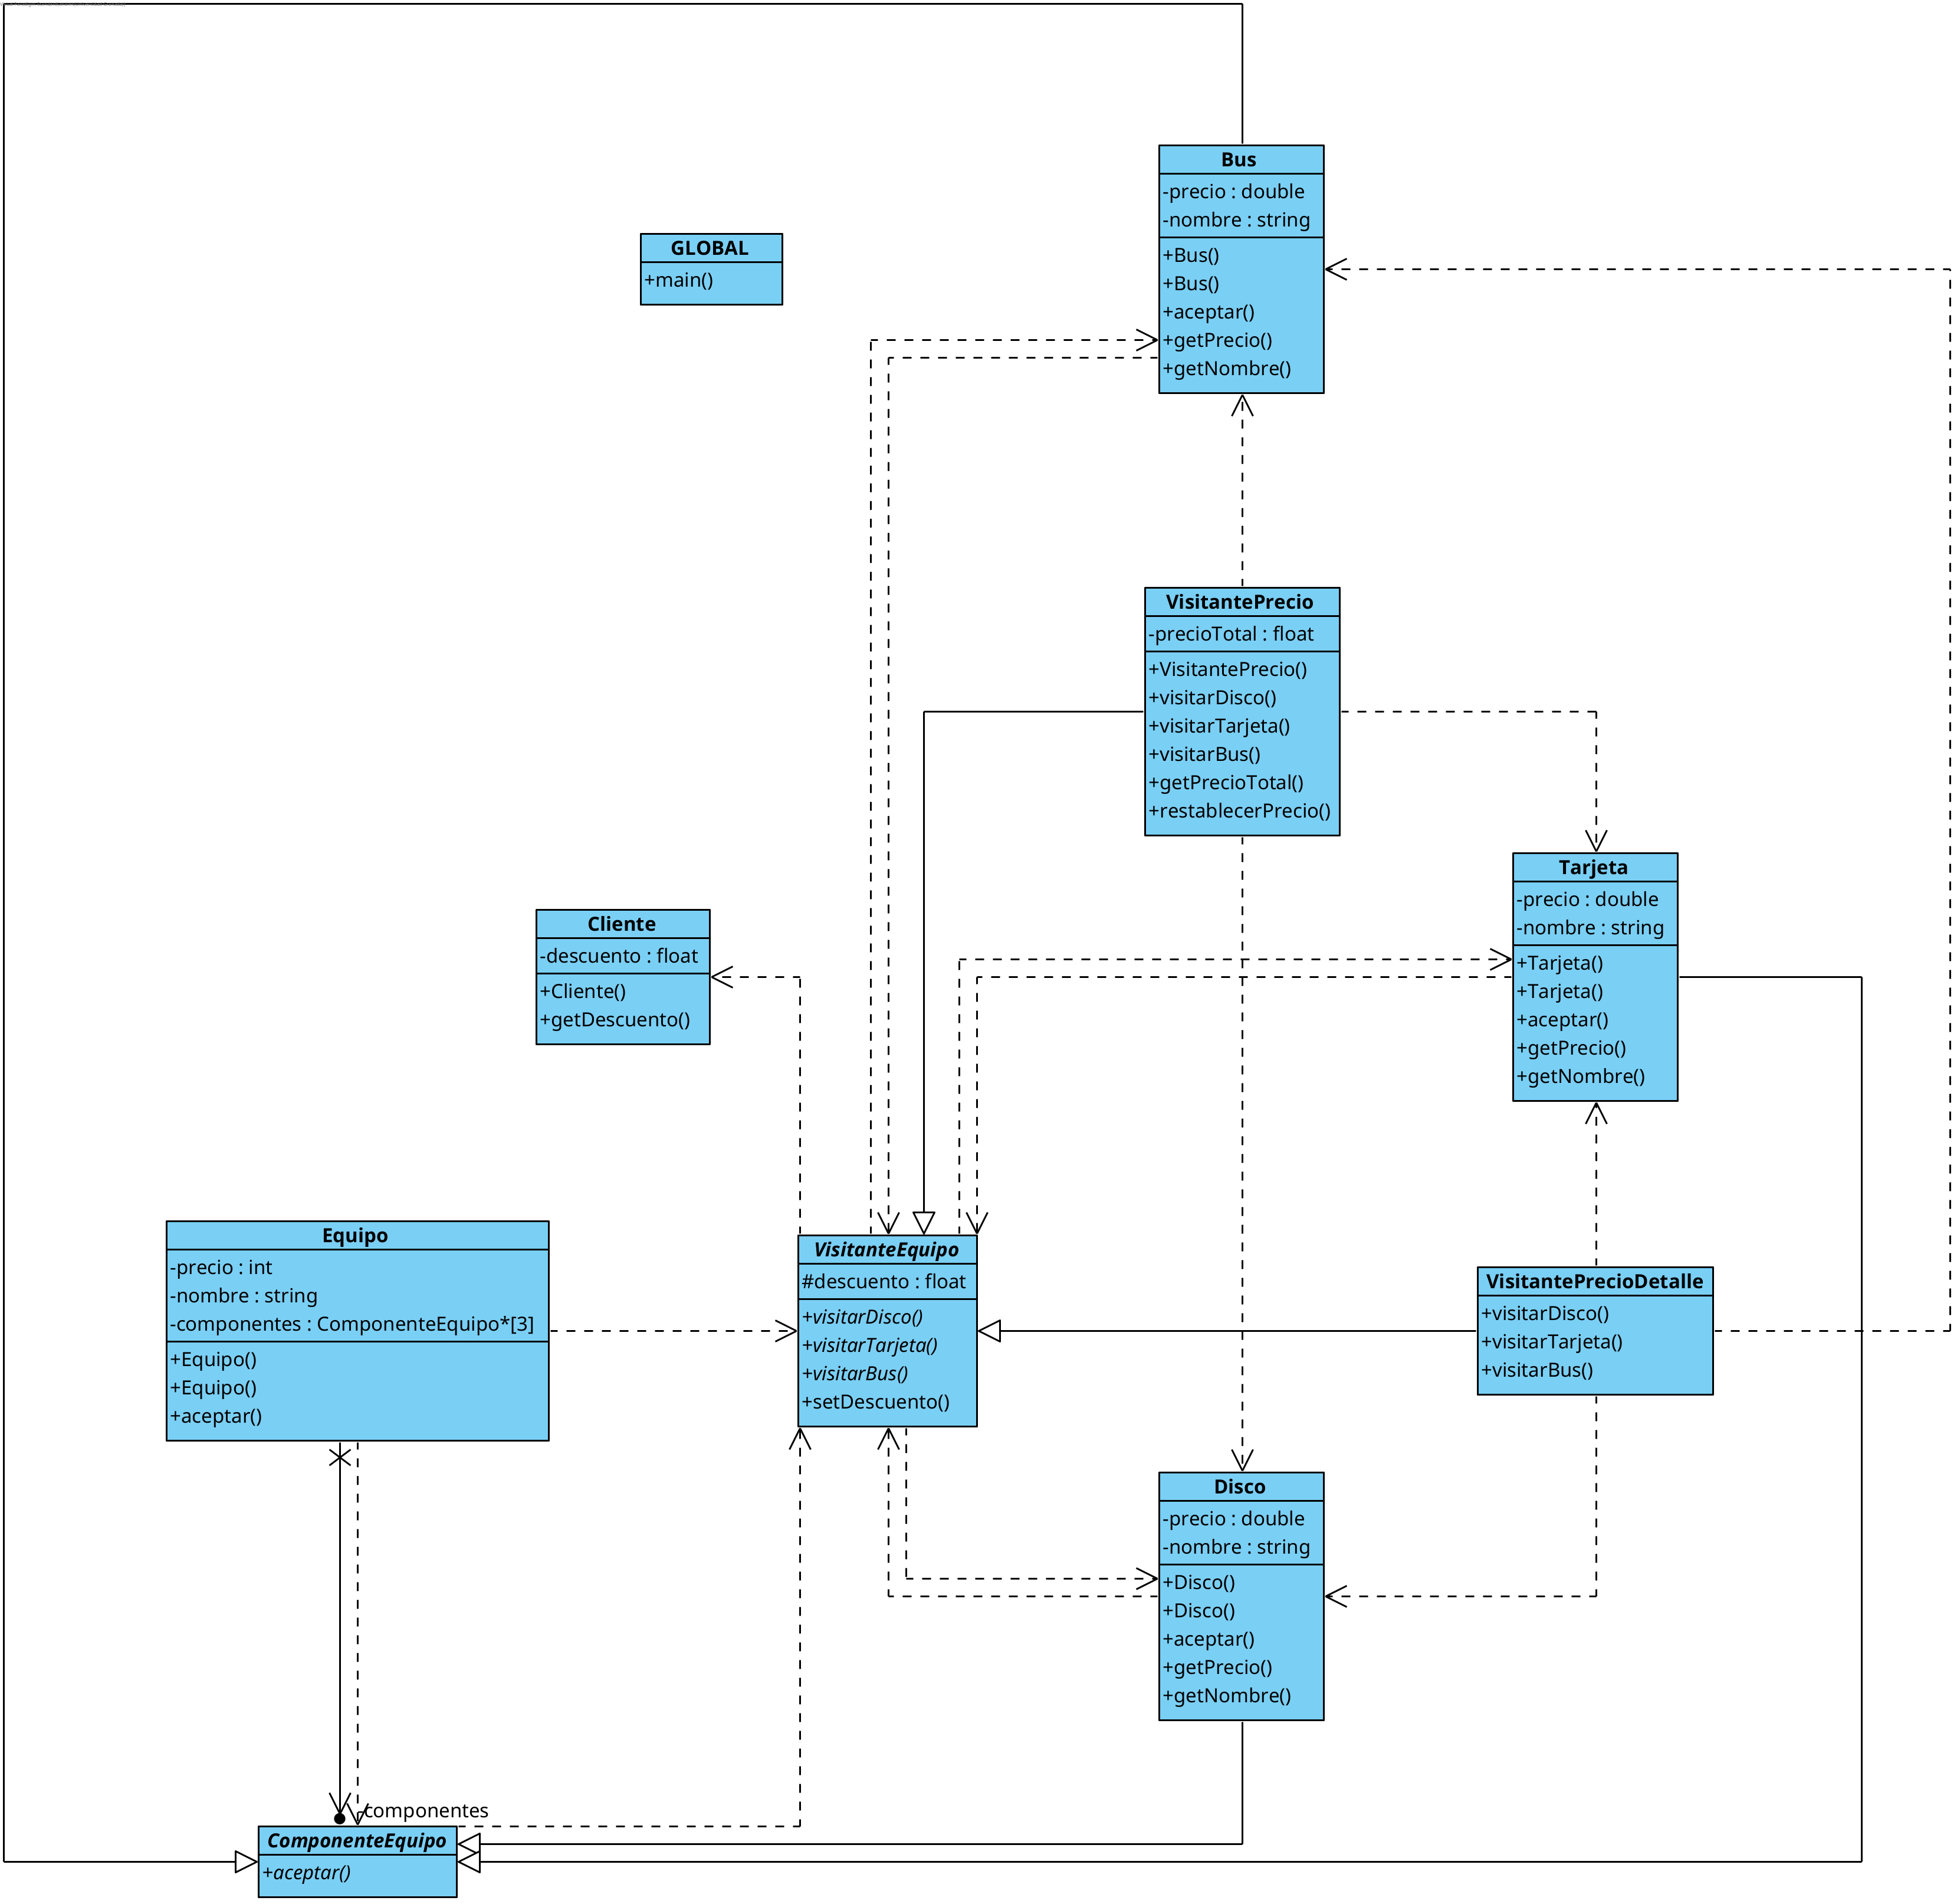 Bus
-precio : double
-nombre : string
+Bus()
+Bus()
+aceptar()
+getPrecio()
+getNombre()
GLOBAL
+main()
VisitantePrecio
-precioTotal : float
+VisitantePrecio()
+visitarDisco()
+visitarTarjeta()
+visitarBus()
+getPrecioTotal()
+restablecerPrecio()
Tarjeta
-precio : double
-nombre : string
+Tarjeta()
+Tarjeta()
+aceptar()
+getPrecio()
+getNombre()
Cliente
-descuento : float
+Cliente()
+getDescuento()
Equipo
-precio : int
-nombre : string
-componentes : ComponenteEquipo*[3]
+Equipo()
+Equipo()
+aceptar()
VisitanteEquipo
#descuento : float
+visitarDisco()
+visitarTarjeta()
+visitarBus()
+setDescuento()
VisitantePrecioDetalle
+visitarDisco()
+visitarTarjeta()
+visitarBus()
Disco
-precio : double
-nombre : string
+Disco()
+Disco()
+aceptar()
+getPrecio()
+getNombre()
componentes
ComponenteEquipo
+aceptar()